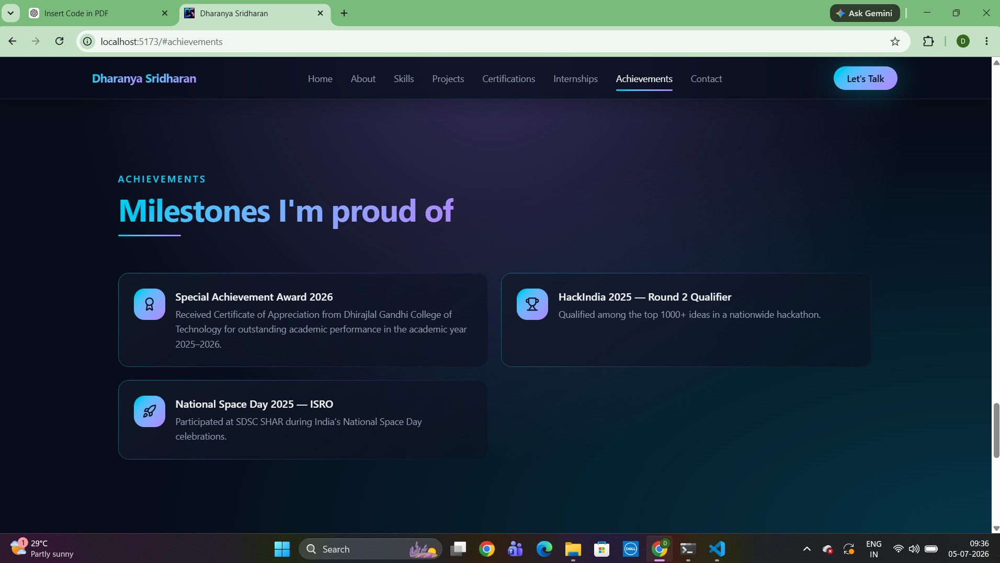 Insert Code in PDF
Dharanya Sridharan
Ask Gemini
localhost:5173/#achievements
D
Dharanya Sridharan
Home
About
Skills
Projects
Certifications
Internships
Achievements
Contact
Let's Talk
ACHIEVEMENTS
Milestones I'm proud of
Special Achievement Award 2026
Received Certificate of Appreciation from Dhirajlal Gandhi College of
Technology for outstanding academic performance in the academic year
2025–2026.
HackIndia 2025 — Round 2 Qualifier
Qualified among the top 1000+ ideas in a nationwide hackathon.
National Space Day 2025 — ISRO
Participated at SDSC SHAR during India's National Space Day
celebrations.
1
29°C
Partly sunny
Search
T
DELL
D
ENG
IN
09:36
05-07-2026